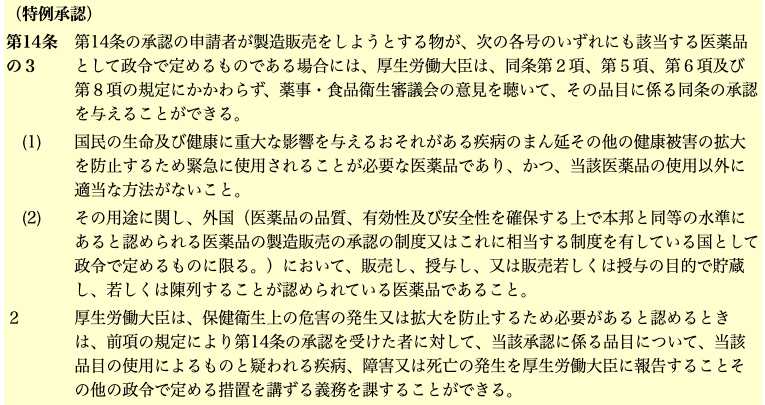 （特例承認）
第14条の３ 第14条の承認の申請者が製造販売をしようとする物が、次の各号のいずれにも該当する医薬品
として政令で定めるものである場合には、厚生労働大臣は、同条第２項、第５項、第６項及び
第８項の規定にかかわらず、薬事・食品衛生審議会の意見を聴いて、その品目に係る同条の承認
を与えることができる。
(1) 国民の生命及び健康に重大な影響を与えるおそれがある疾病のまん延その他の健康被害の拡大
を防止するため緊急に使用されることが必要な医薬品であり、かつ、当該医薬品の使用以外に
適当な方法がないこと。
(2) その用途に関し、外国（医薬品の品質、有効性及び安全性を確保する上で本邦と同等の水準に
あると認められる医薬品の製造販売の承認の制度又はこれに相当する制度を有している国として
政令で定めるものに限る。）において、販売し、授与し、又は販売若しくは授与の目的で貯蔵
し、若しくは陳列することが認められている医薬品であること。
２ 厚生労働大臣は、保健衛生上の危害の発生又は拡大を防止するため必要があると認めるとき
は、前項の規定により第14条の承認を受けた者に対して、当該承認に係る品目について、当該
品目の使用によるものと疑われる疾病、障害又は死亡の発生を厚生労働大臣に報告することそ
の他の政令で定める措置を講ずる義務を課することができる。